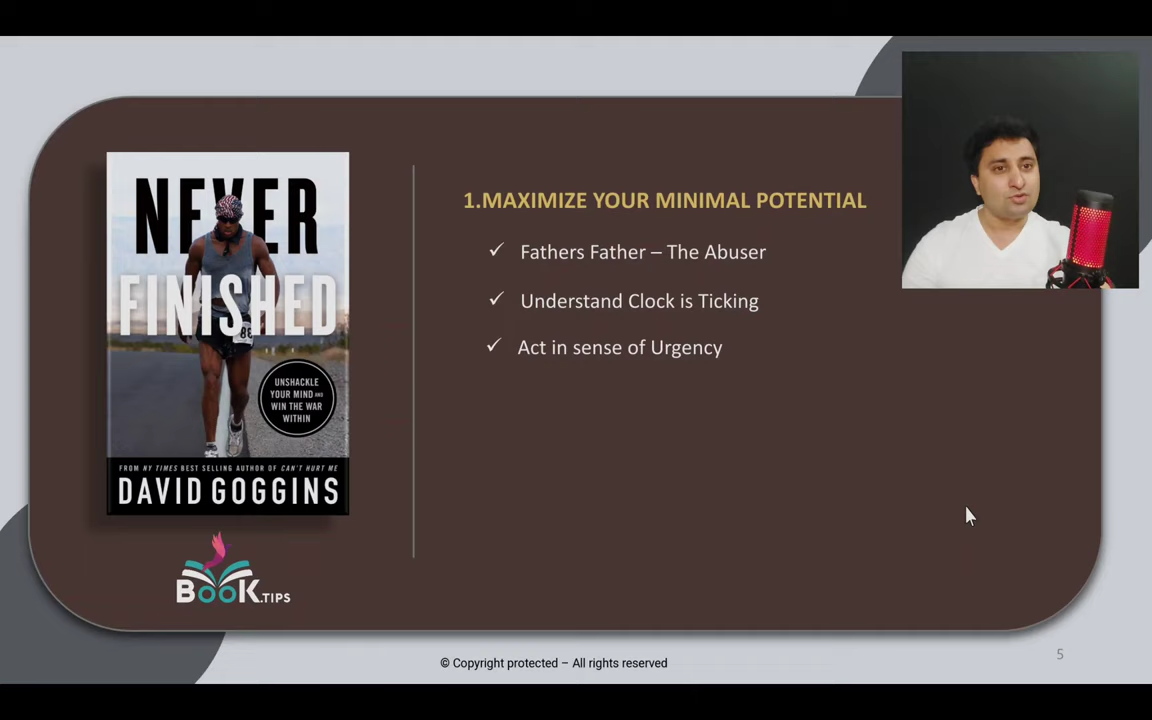 NEVER
FINISHED
86
UNSHACKLE
YOUR MIND AND
WIN THE WAR
WITHIN
FROM NY TIMES BEST SELLING AUTHOR OF CAN'T HURT ME
DAVID GOGGINS
BOOK.TIPS
1.MAXIMIZE YOUR MINIMAL POTENTIAL
✓ Fathers Father – The Abuser
✓ Understand Clock is Ticking
✓ Act in sense of Urgency
© Copyright protected – All rights reserved
5